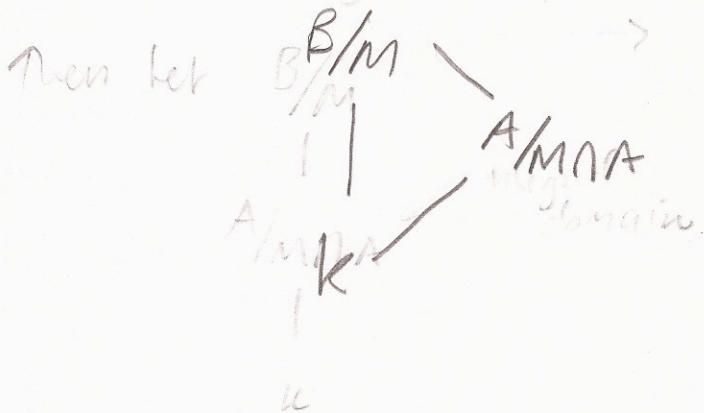 B/M
Then let B/M
A/M∩A
integral
A/M∩A domain
k
k